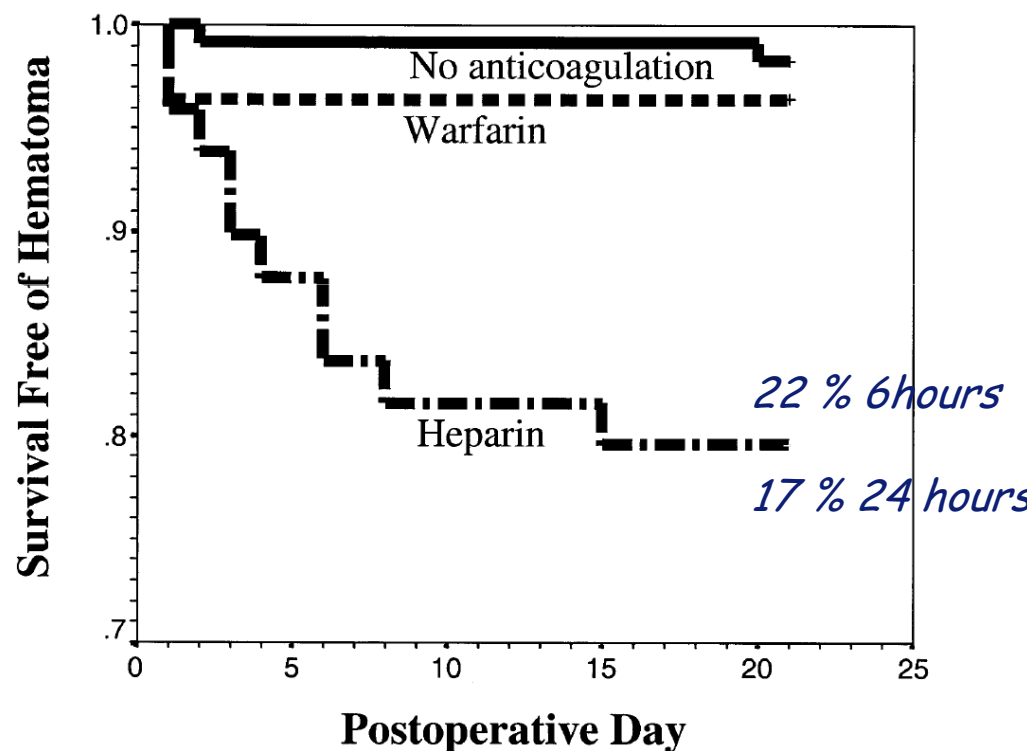 Survival Free of Hematoma
1.0
.9
.8
.7
No anticoagulation
Warfarin
Heparin
22 % 6hours
17 % 24 hours
0 5 10 15 20 25
Postoperative Day